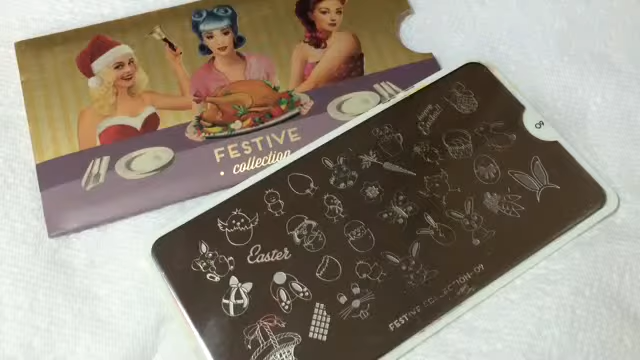 FESTIVE
• collection
09
happy
Easter!!
Easter
FESTIVE COLLECTION-09